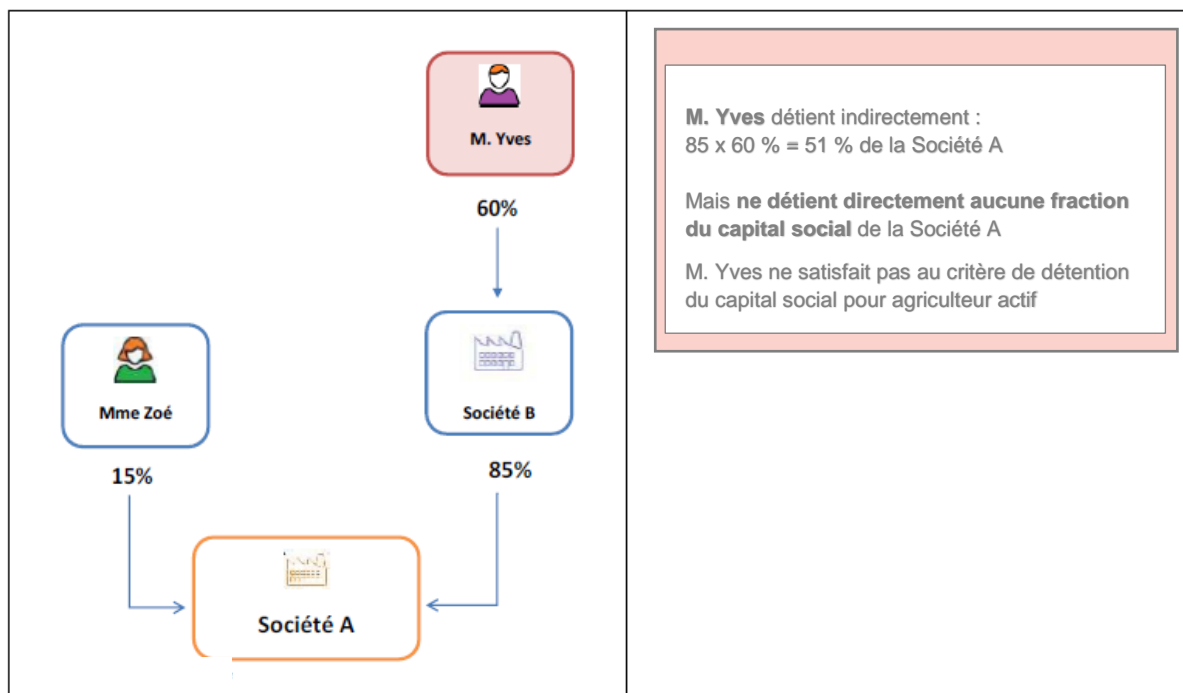 M. Yves
60%
Mme Zoé
Société B
15%
85%
Société A
M. Yves détient indirectement :
85 x 60 % = 51 % de la Société A
Mais ne détient directement aucune fraction
du capital social de la Société A
M. Yves ne satisfait pas au critère de détention
du capital social pour agriculteur actif